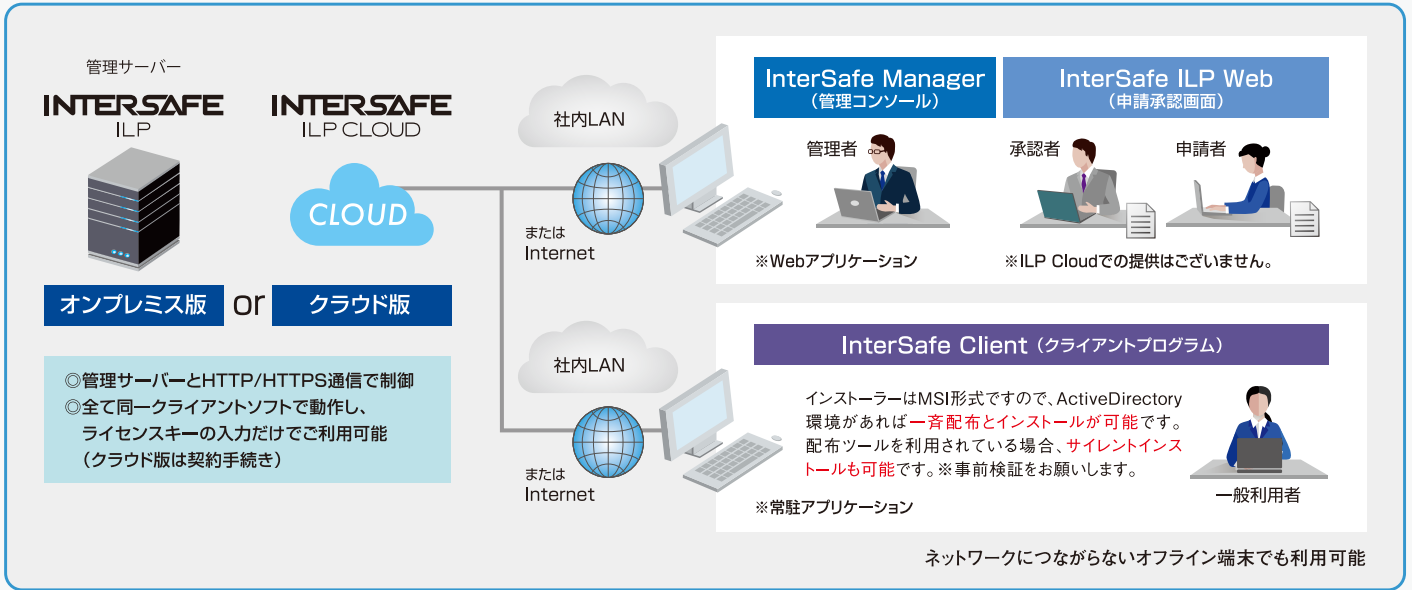 管理サーバー
INTERSAFE
ILP
INTERSAFE
ILP CLOUD
CLOUD
オンプレミス版
or
クラウド版
◎管理サーバーとHTTP/HTTPS通信で制御
◎全て同一クライアントソフトで動作し、
ライセンスキーの入力だけでご利用可能
（クラウド版は契約手続き）
社内LAN
または
Internet
InterSafe Manager
（管理コンソール）
InterSafe ILP Web
（申請承認画面）
管理者
承認者
申請者
※Webアプリケーション
※ILP Cloudでの提供はございません。
社内LAN
または
Internet
InterSafe Client（クライアントプログラム）
インストーラーはMSI形式ですので、ActiveDirectory
環境があれば一斉配布とインストールが可能です。
配布ツールを利用されている場合、サイレントインス
トールも可能です。※事前検証をお願いします。
※常駐アプリケーション
一般利用者
ネットワークにつながらないオフライン端末でも利用可能